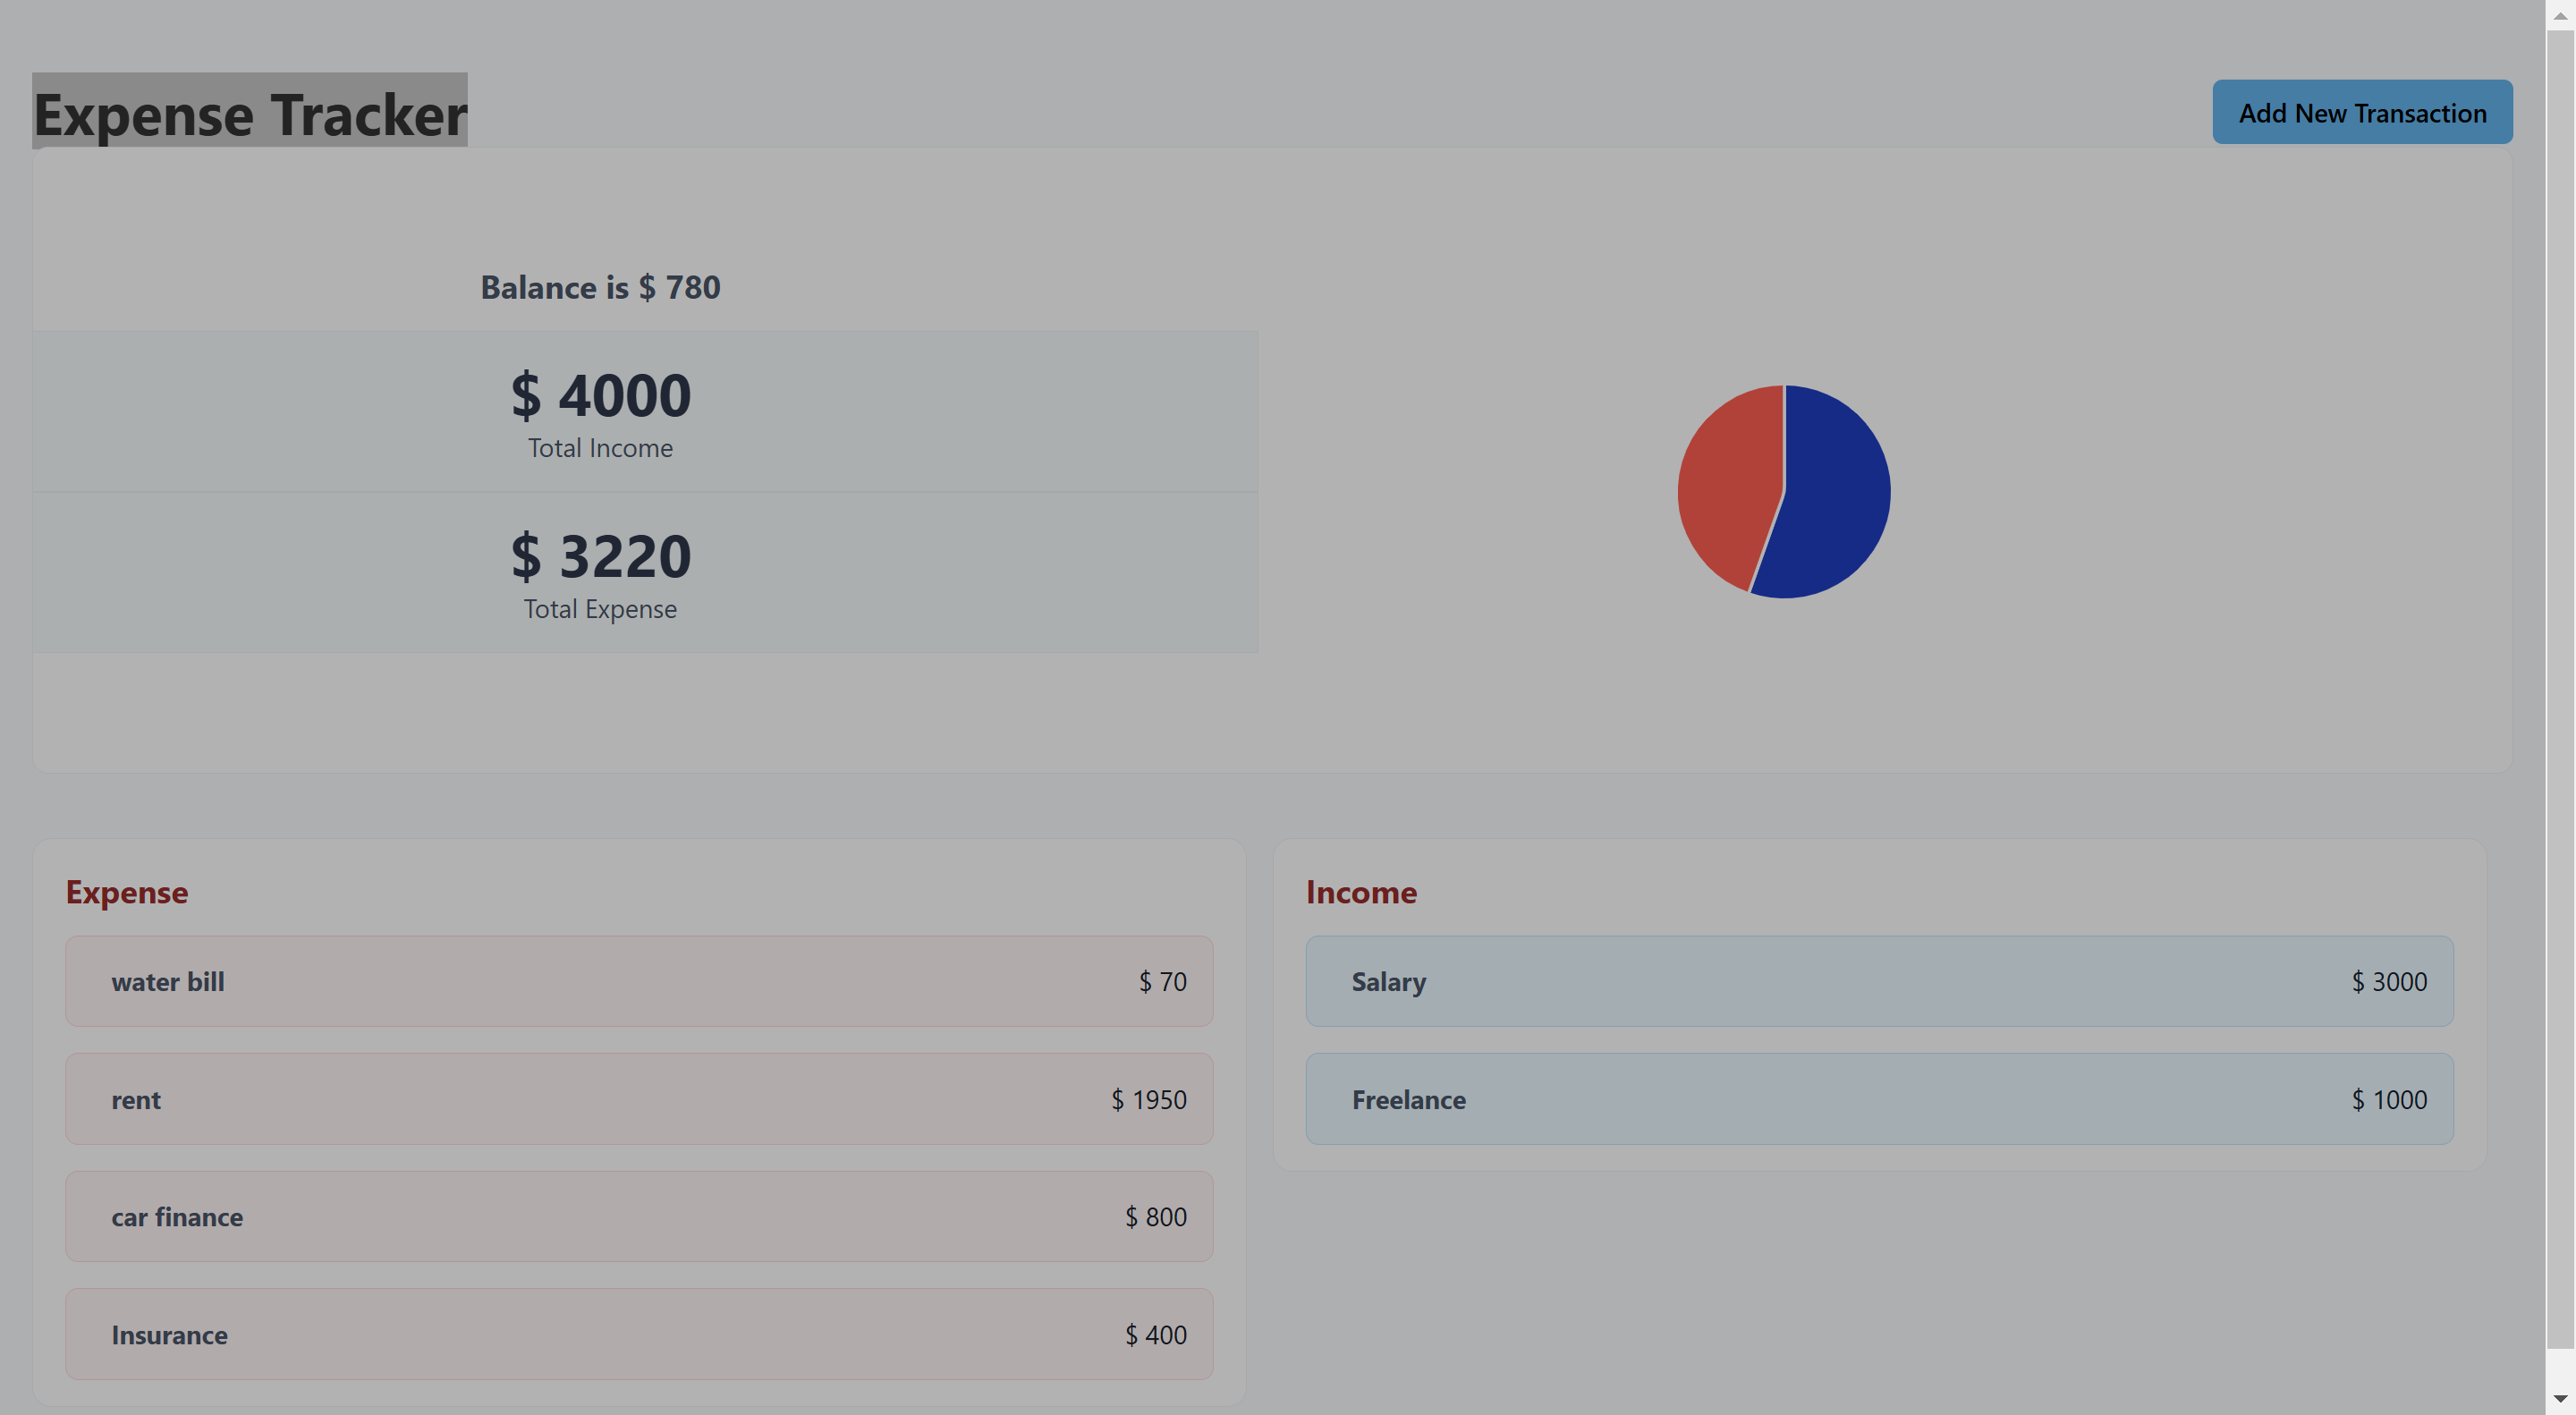 Expense Tracker
Add New Transaction
Balance is $ 780
$ 4000
Total Income
$ 3220
Total Expense
Expense
water bill $ 70
rent $ 1950
car finance $ 800
Insurance $ 400
Income
Salary $ 3000
Freelance $ 1000